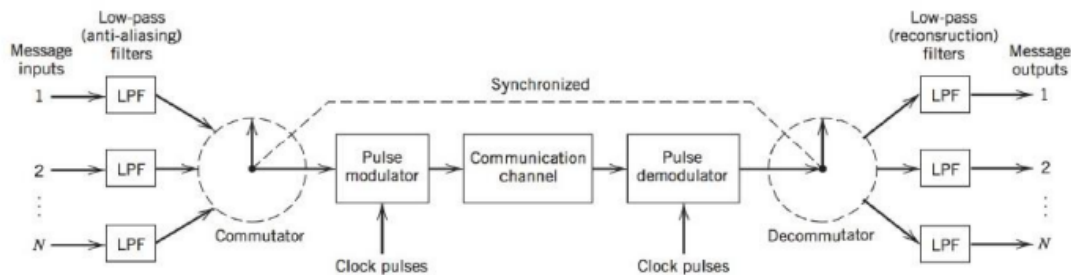 Low-pass
(anti-aliasing)
filters
Message
inputs
1
LPF
2
LPF
N
LPF
Commutator
Synchronized
Pulse
modulator
Clock pulses
Communication
channel
Pulse
demodulator
Clock pulses
Decommutator
Low-pass
(reconsruction)
filters
Message
outputs
LPF
1
LPF
2
LPF
N